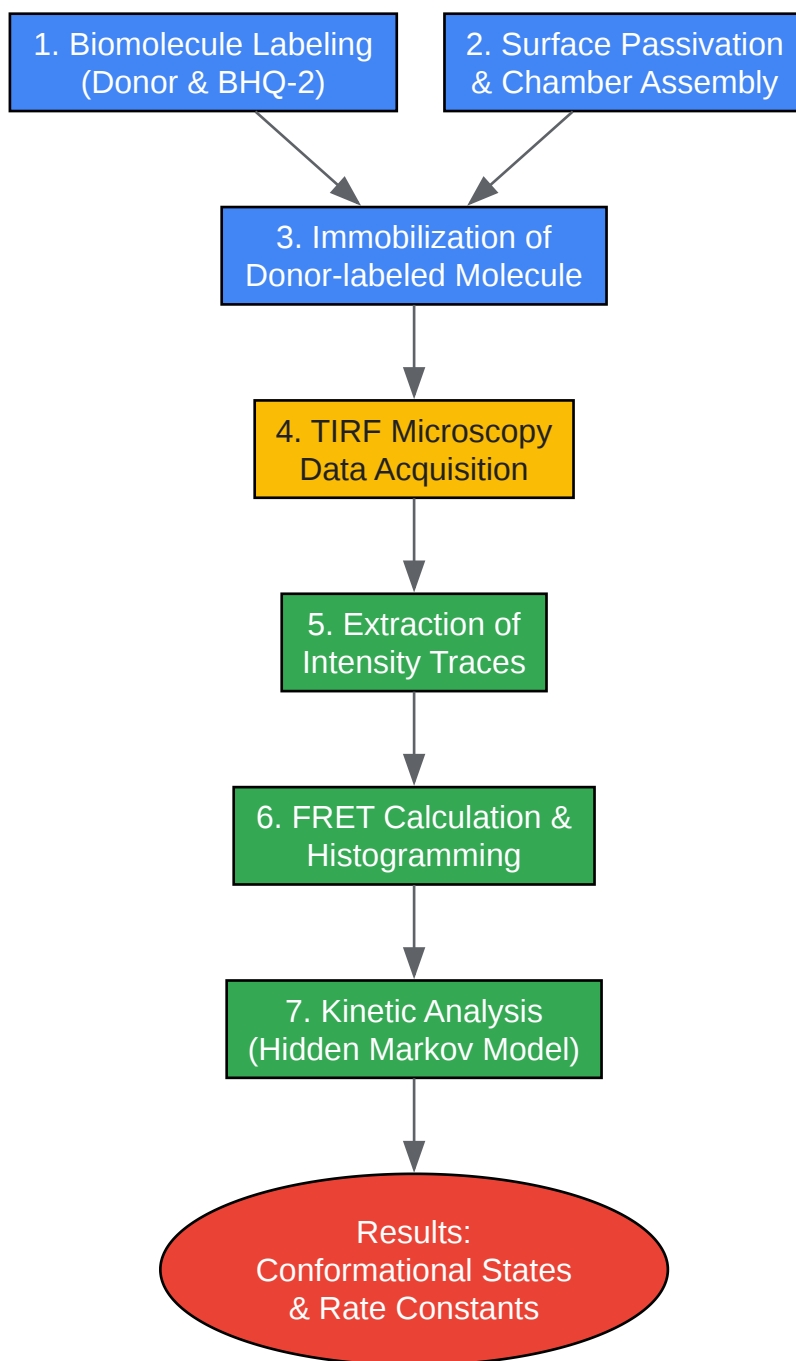 1. Biomolecule Labeling
(Donor & BHQ-2)
2. Surface Passivation
& Chamber Assembly
3. Immobilization of
Donor-labeled Molecule
4. TIRF Microscopy
Data Acquisition
5. Extraction of
Intensity Traces
6. FRET Calculation &
Histogramming
7. Kinetic Analysis
(Hidden Markov Model)
Results:
Conformational States
& Rate Constants